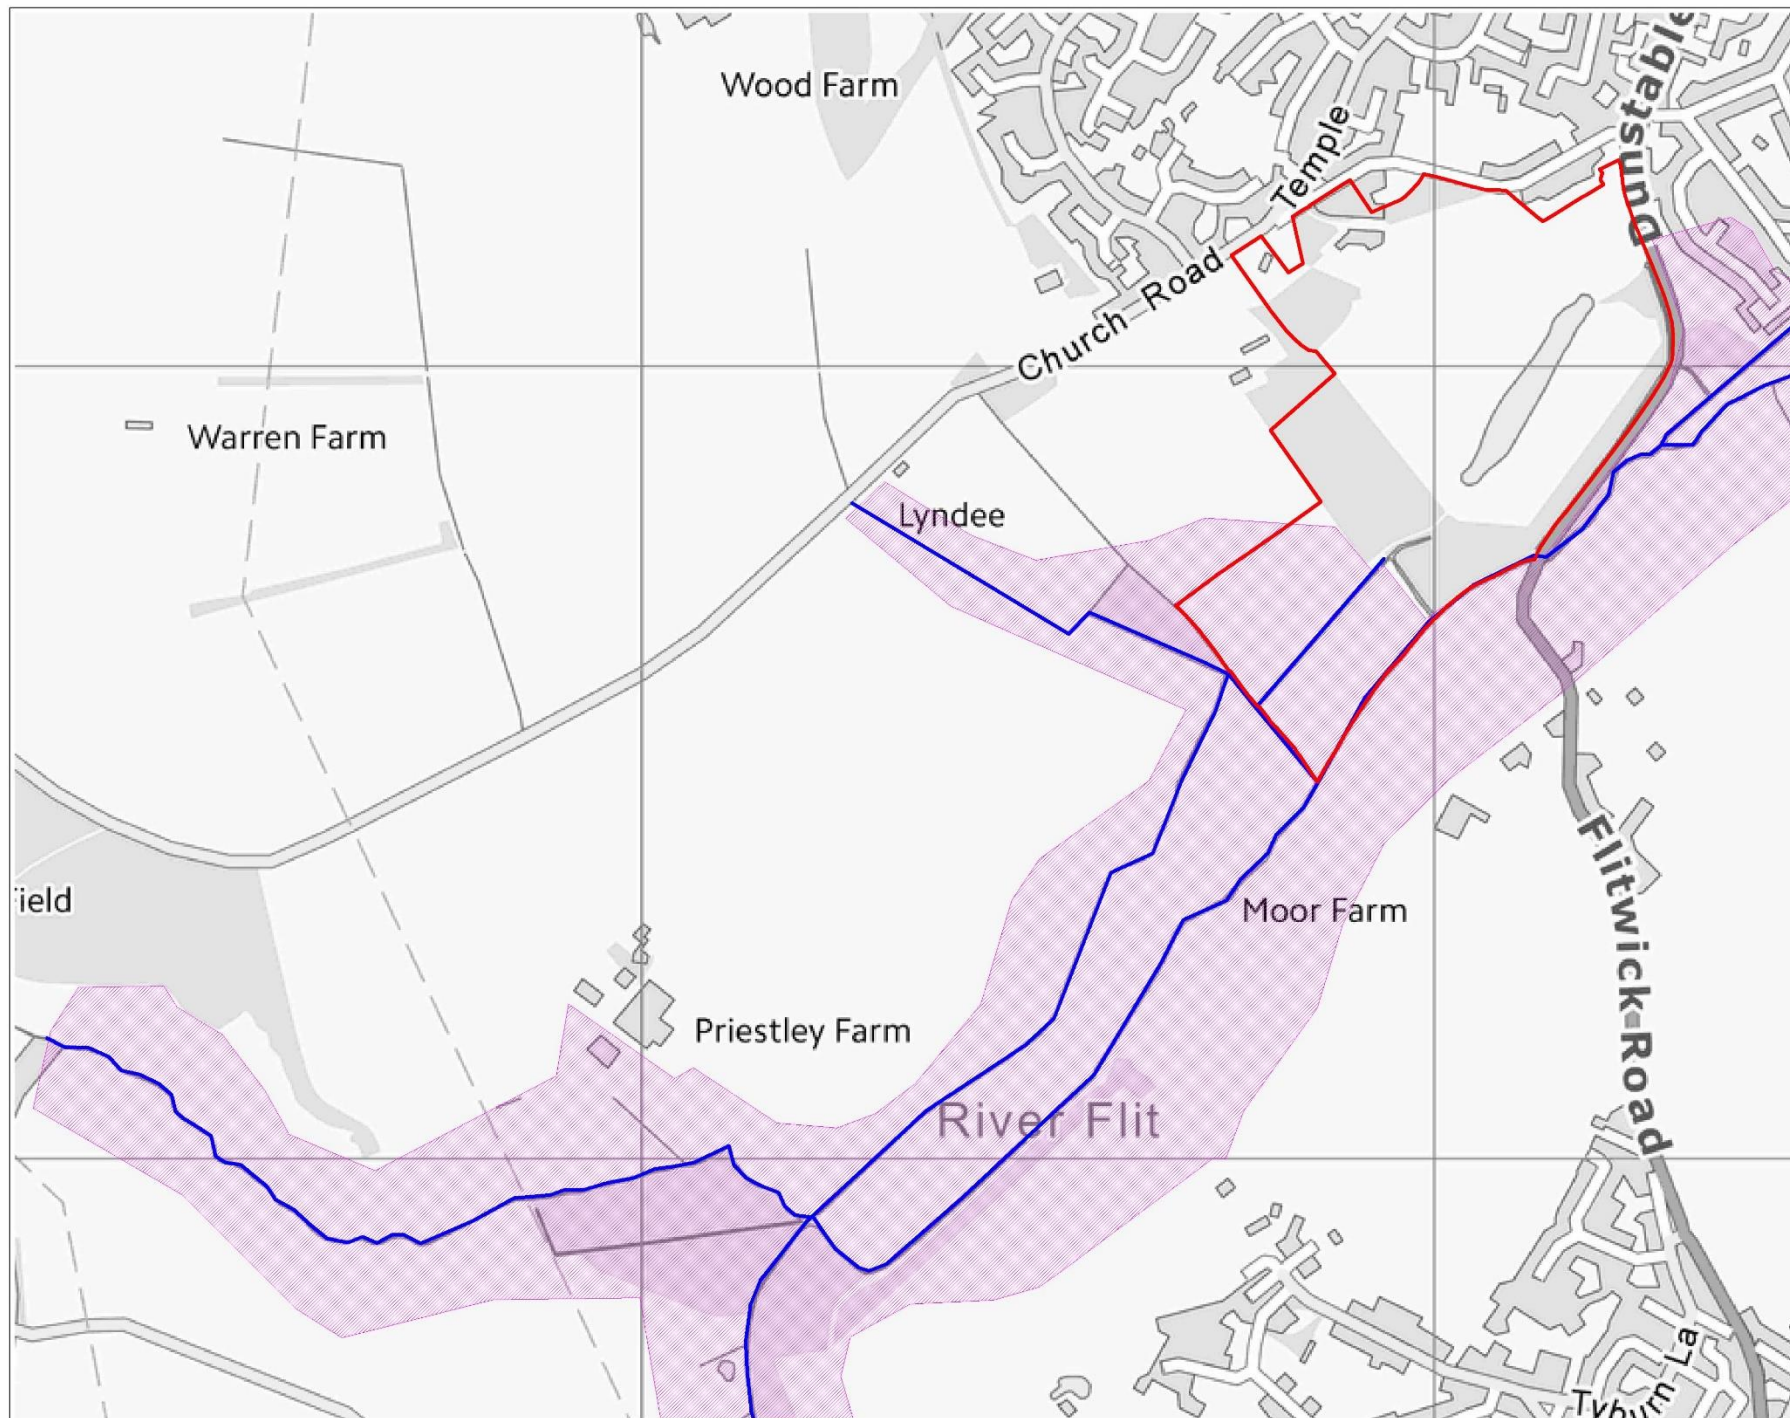 Wood Farm
Temple
Dunstable
Church Road
Warren Farm
Lyndee
Flitwick Road
ield
Moor Farm
Priestley Farm
River Flit
Tyburn La